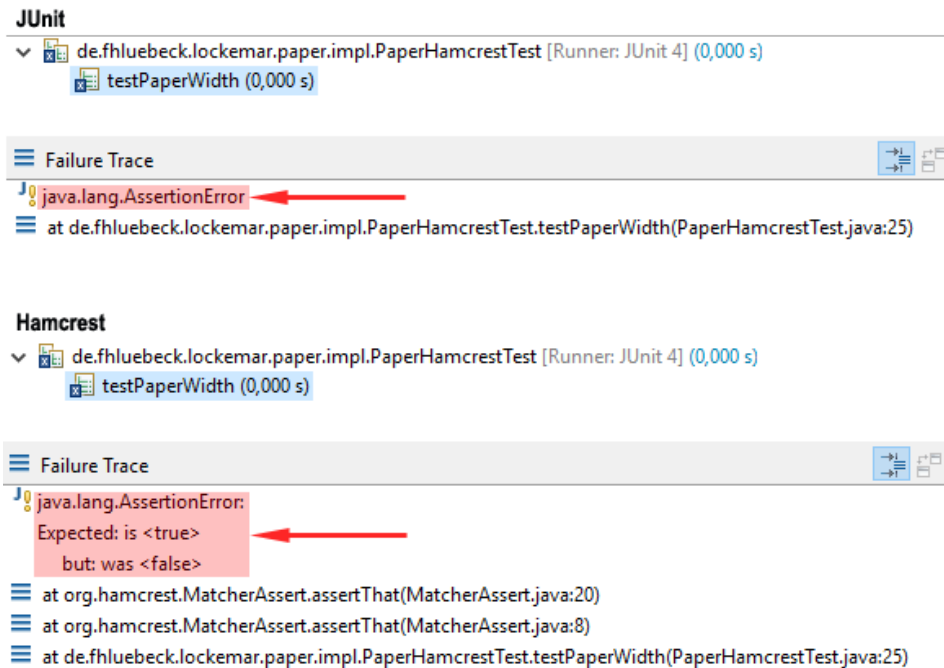 JUnit
de.fhluebeck.lockemar.paper.impl.PaperHamcrestTest [Runner: JUnit 4] (0,000 s)
testPaperWidth (0,000 s)
Failure Trace
java.lang.AssertionError
at de.fhluebeck.lockemar.paper.impl.PaperHamcrestTest.testPaperWidth(PaperHamcrestTest.java:25)
Hamcrest
de.fhluebeck.lockemar.paper.impl.PaperHamcrestTest [Runner: JUnit 4] (0,000 s)
testPaperWidth (0,000 s)
Failure Trace
java.lang.AssertionError:
Expected: is <true>
but: was <false>
at org.hamcrest.MatcherAssert.assertThat(MatcherAssert.java:20)
at org.hamcrest.MatcherAssert.assertThat(MatcherAssert.java:8)
at de.fhluebeck.lockemar.paper.impl.PaperHamcrestTest.testPaperWidth(PaperHamcrestTest.java:25)